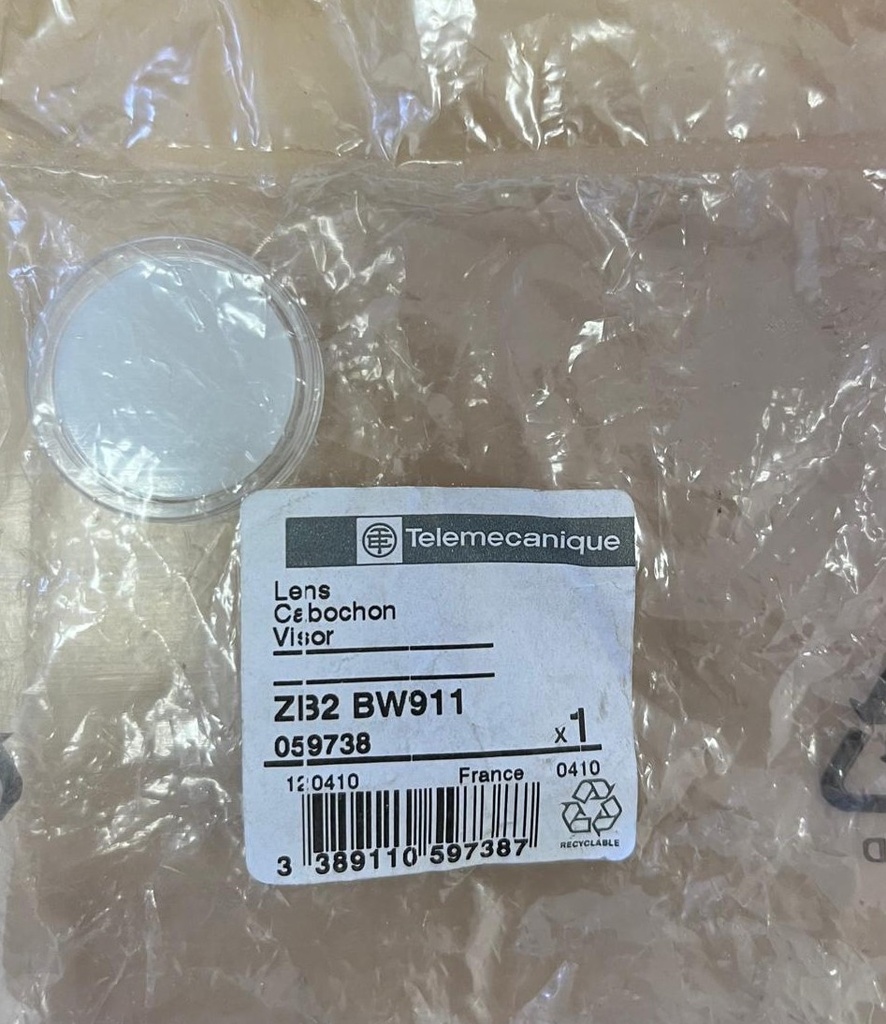 Telemecanique
Lens
Cabochon
Visor
ZB2 BW911
059738
x1
120410
France
0410
RECYCLABLE
3 389110 597387